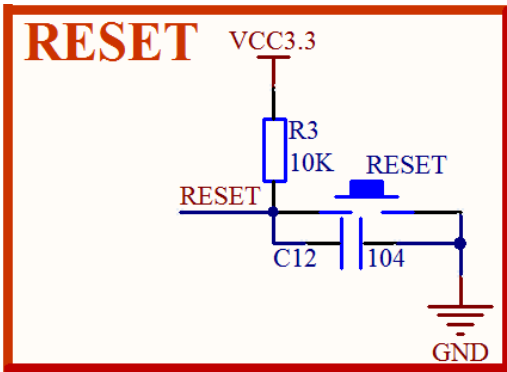 RESET
VCC3.3
R3
10K
RESET
RESET
C12
104
GND